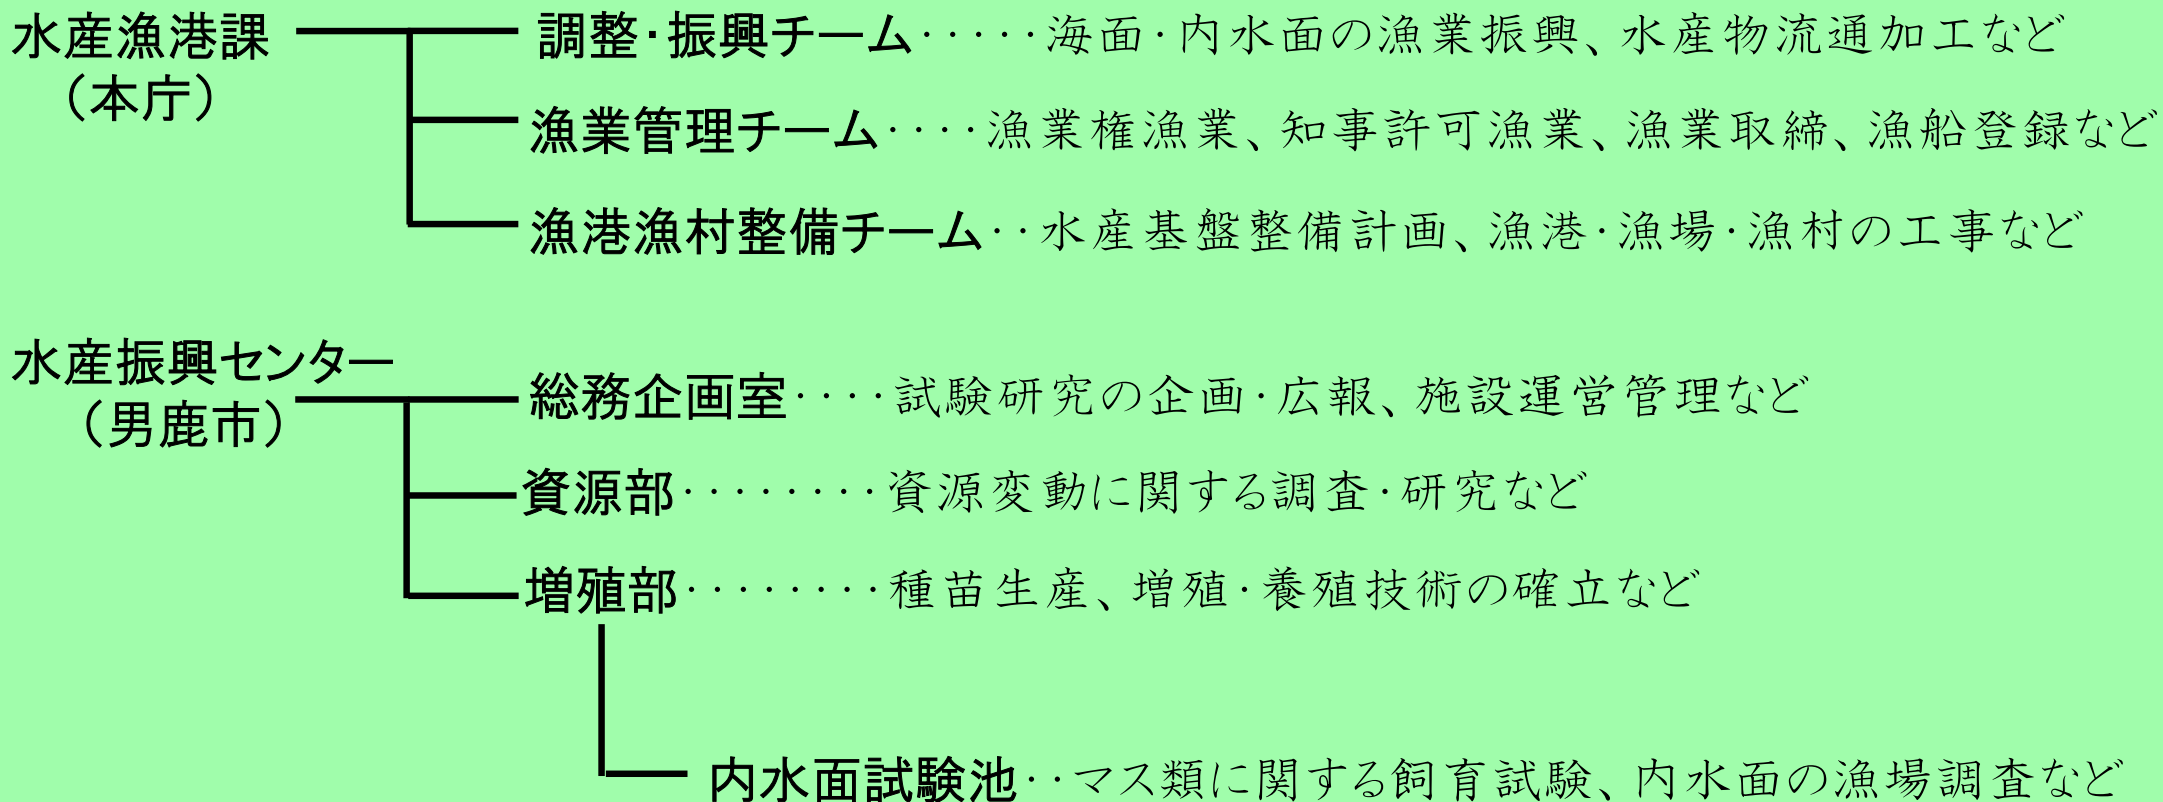 水産漁港課
（本庁）
調整・振興チーム・・・・・海面・内水面の漁業振興、水産物流通加工など
漁業管理チーム・・・・漁業権漁業、知事許可漁業、漁業取締、漁船登録など
漁港漁村整備チーム・・水産基盤整備計画、漁港・漁場・漁村の工事など
水産振興センター
（男鹿市）
総務企画室・・・・試験研究の企画・広報、施設運営管理など
資源部・・・・・・・・資源変動に関する調査・研究など
増殖部・・・・・・・・種苗生産、増殖・養殖技術の確立など
内水面試験池・・マス類に関する飼育試験、内水面の漁場調査など